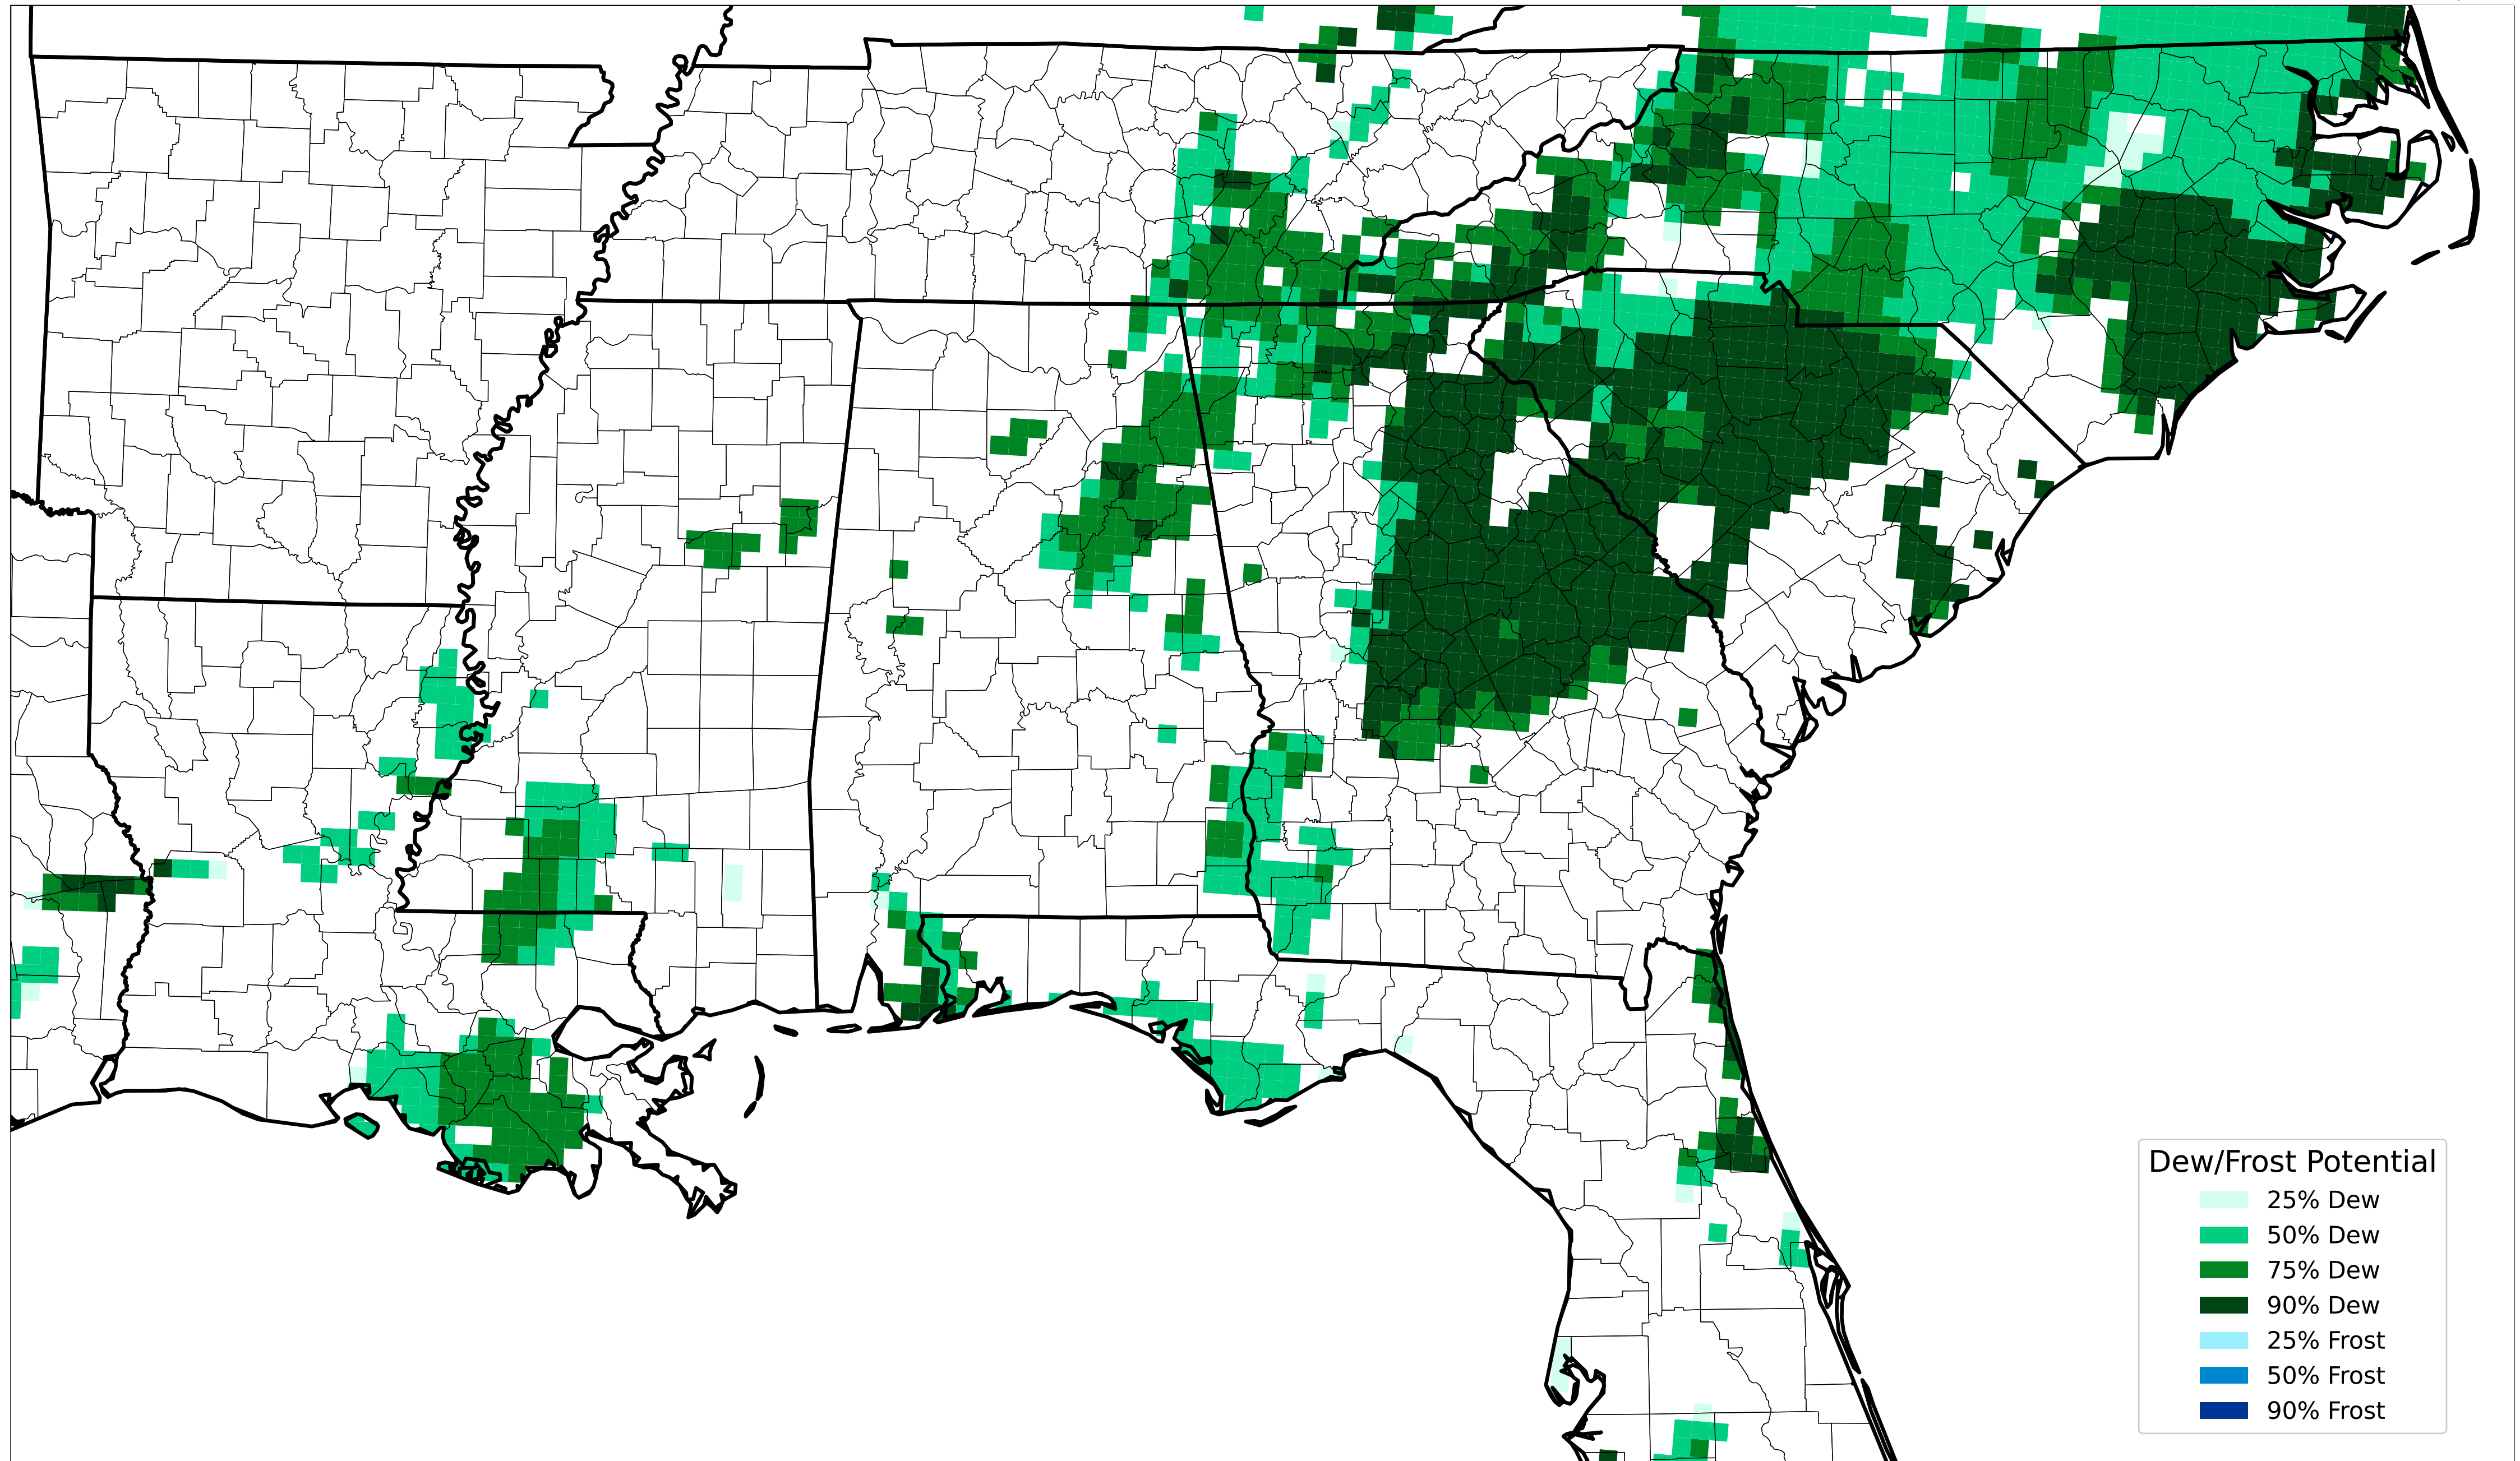 Dew/Frost Potential
25% Dew
50% Dew
75% Dew
90% Dew
25% Frost
50% Frost
90% Frost